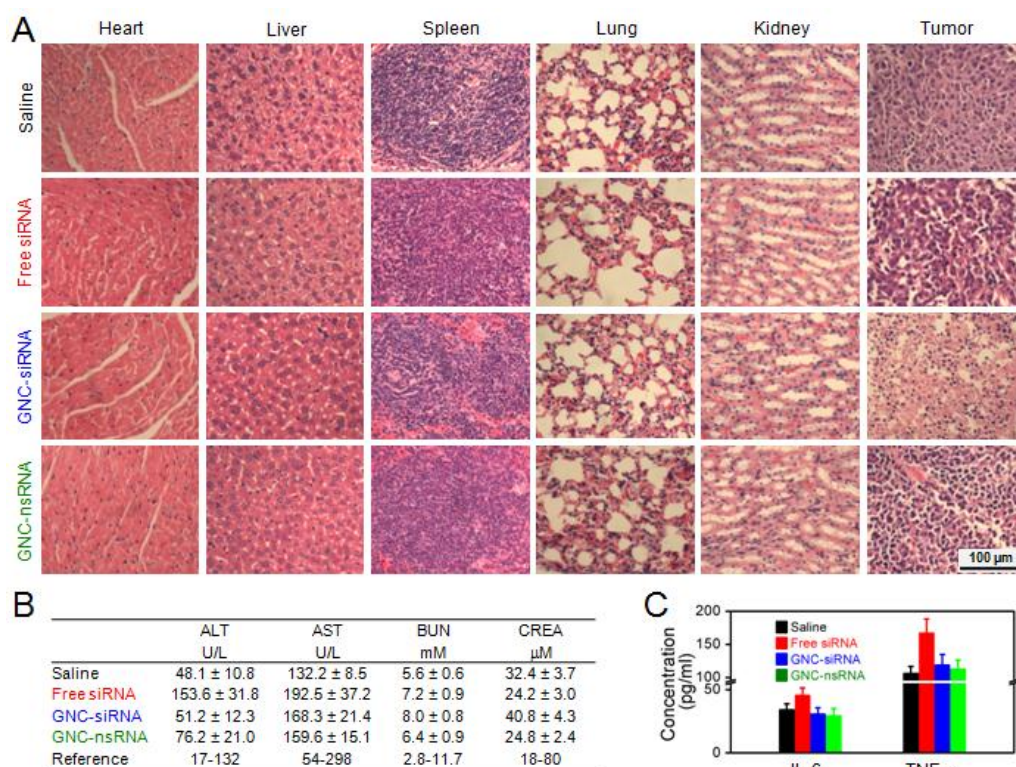 A
Heart Liver Spleen Lung Kidney Tumor
Saline
Free siRNA
GNC-siRNA
GNC-nsRNA
100 µm
B
ALT AST BUN CREA
U/L U/L mM µM
Saline 48.1 ± 10.8 132.2 ± 8.5 5.6 ± 0.6 32.4 ± 3.7
Free siRNA 153.6 ± 31.8 192.5 ± 37.2 7.2 ± 0.9 24.2 ± 3.0
GNC-siRNA 51.2 ± 12.3 168.3 ± 21.4 8.0 ± 0.8 40.8 ± 4.3
GNC-nsRNA 76.2 ± 21.0 159.6 ± 15.1 6.4 ± 0.9 24.8 ± 2.4
Reference 17-132 54-298 2.8-11.7 18-80
C
Concentration
(pg/ml)
200
150
100
50
0
Saline
Free siRNA
GNC-siRNA
GNC-nsRNA